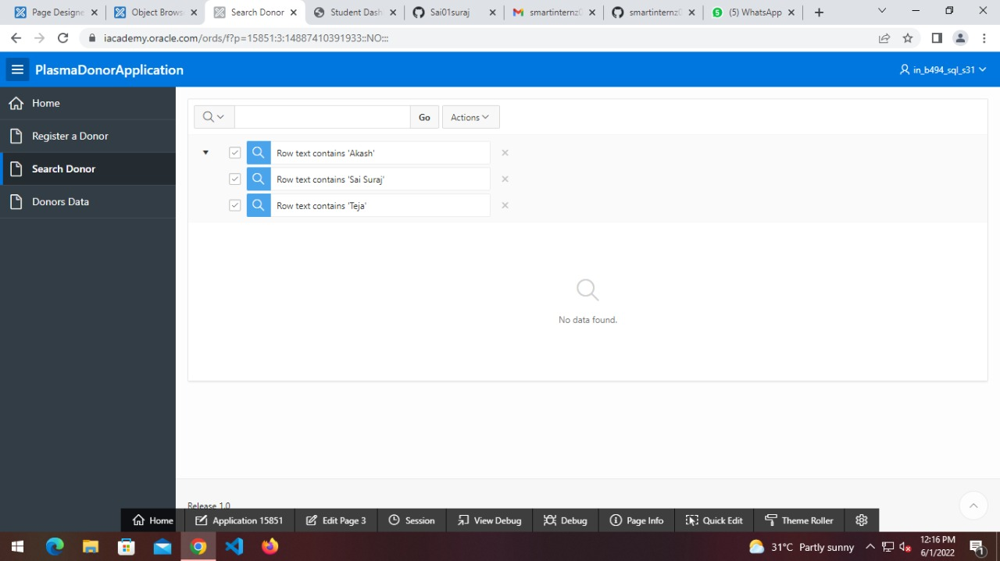 Page Designe
Object Brows
Search Donor
Student Dash
Sai01suraj
smartinternz0
smartinternz0
(5) WhatsApp
iacademy.oracle.com/ords/f?p=15851:3:14887410391933::NO:::
PlasmaDonorApplication
in_b494_sql_s31
Home
Register a Donor
Search Donor
Donors Data
Go
Actions
Row text contains 'Akash'
Row text contains 'Sai Suraj'
Row text contains 'Teja'
No data found.
Release 1.0
Home
Application 15851
Edit Page 3
Session
View Debug
Debug
Page Info
Quick Edit
Theme Roller
31°C Partly sunny
12:16 PM
6/1/2022
1